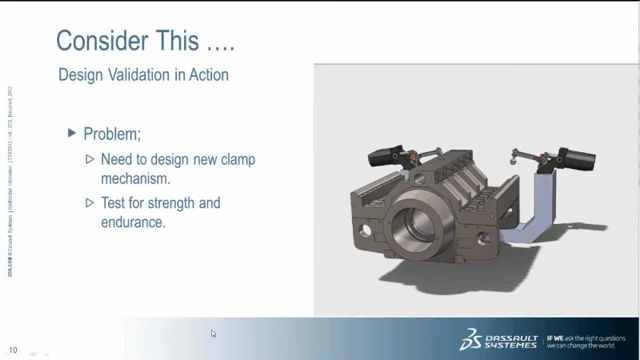 Consider This ....
Design Validation in Action
Problem;
Need to design new clamp
mechanism.
Test for strength and
endurance.
10
DASSAULT
SYSTEMES
IF WE ask the right questions
we can change the world.